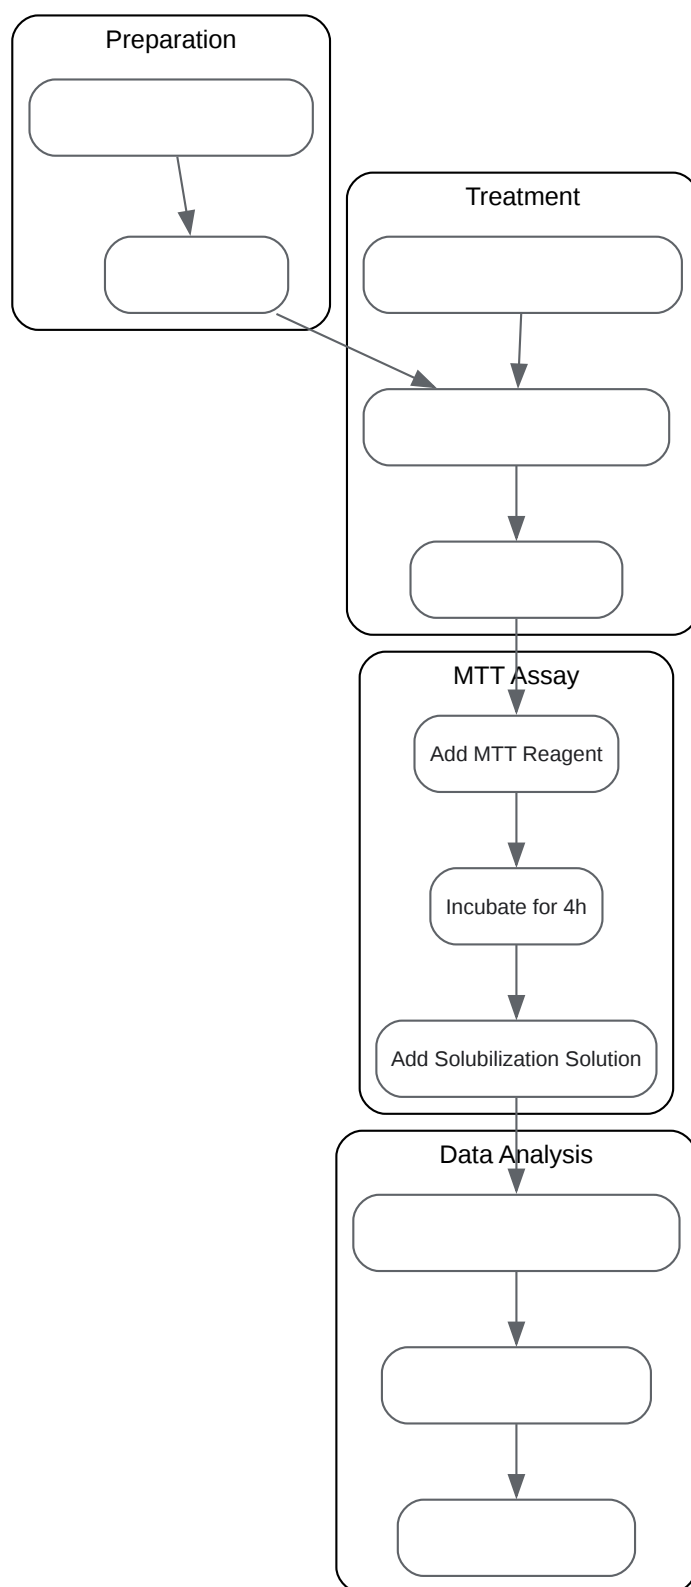 Preparation
Treatment
MTT Assay
Add MTT Reagent
Incubate for 4h
Add Solubilization Solution
Data Analysis